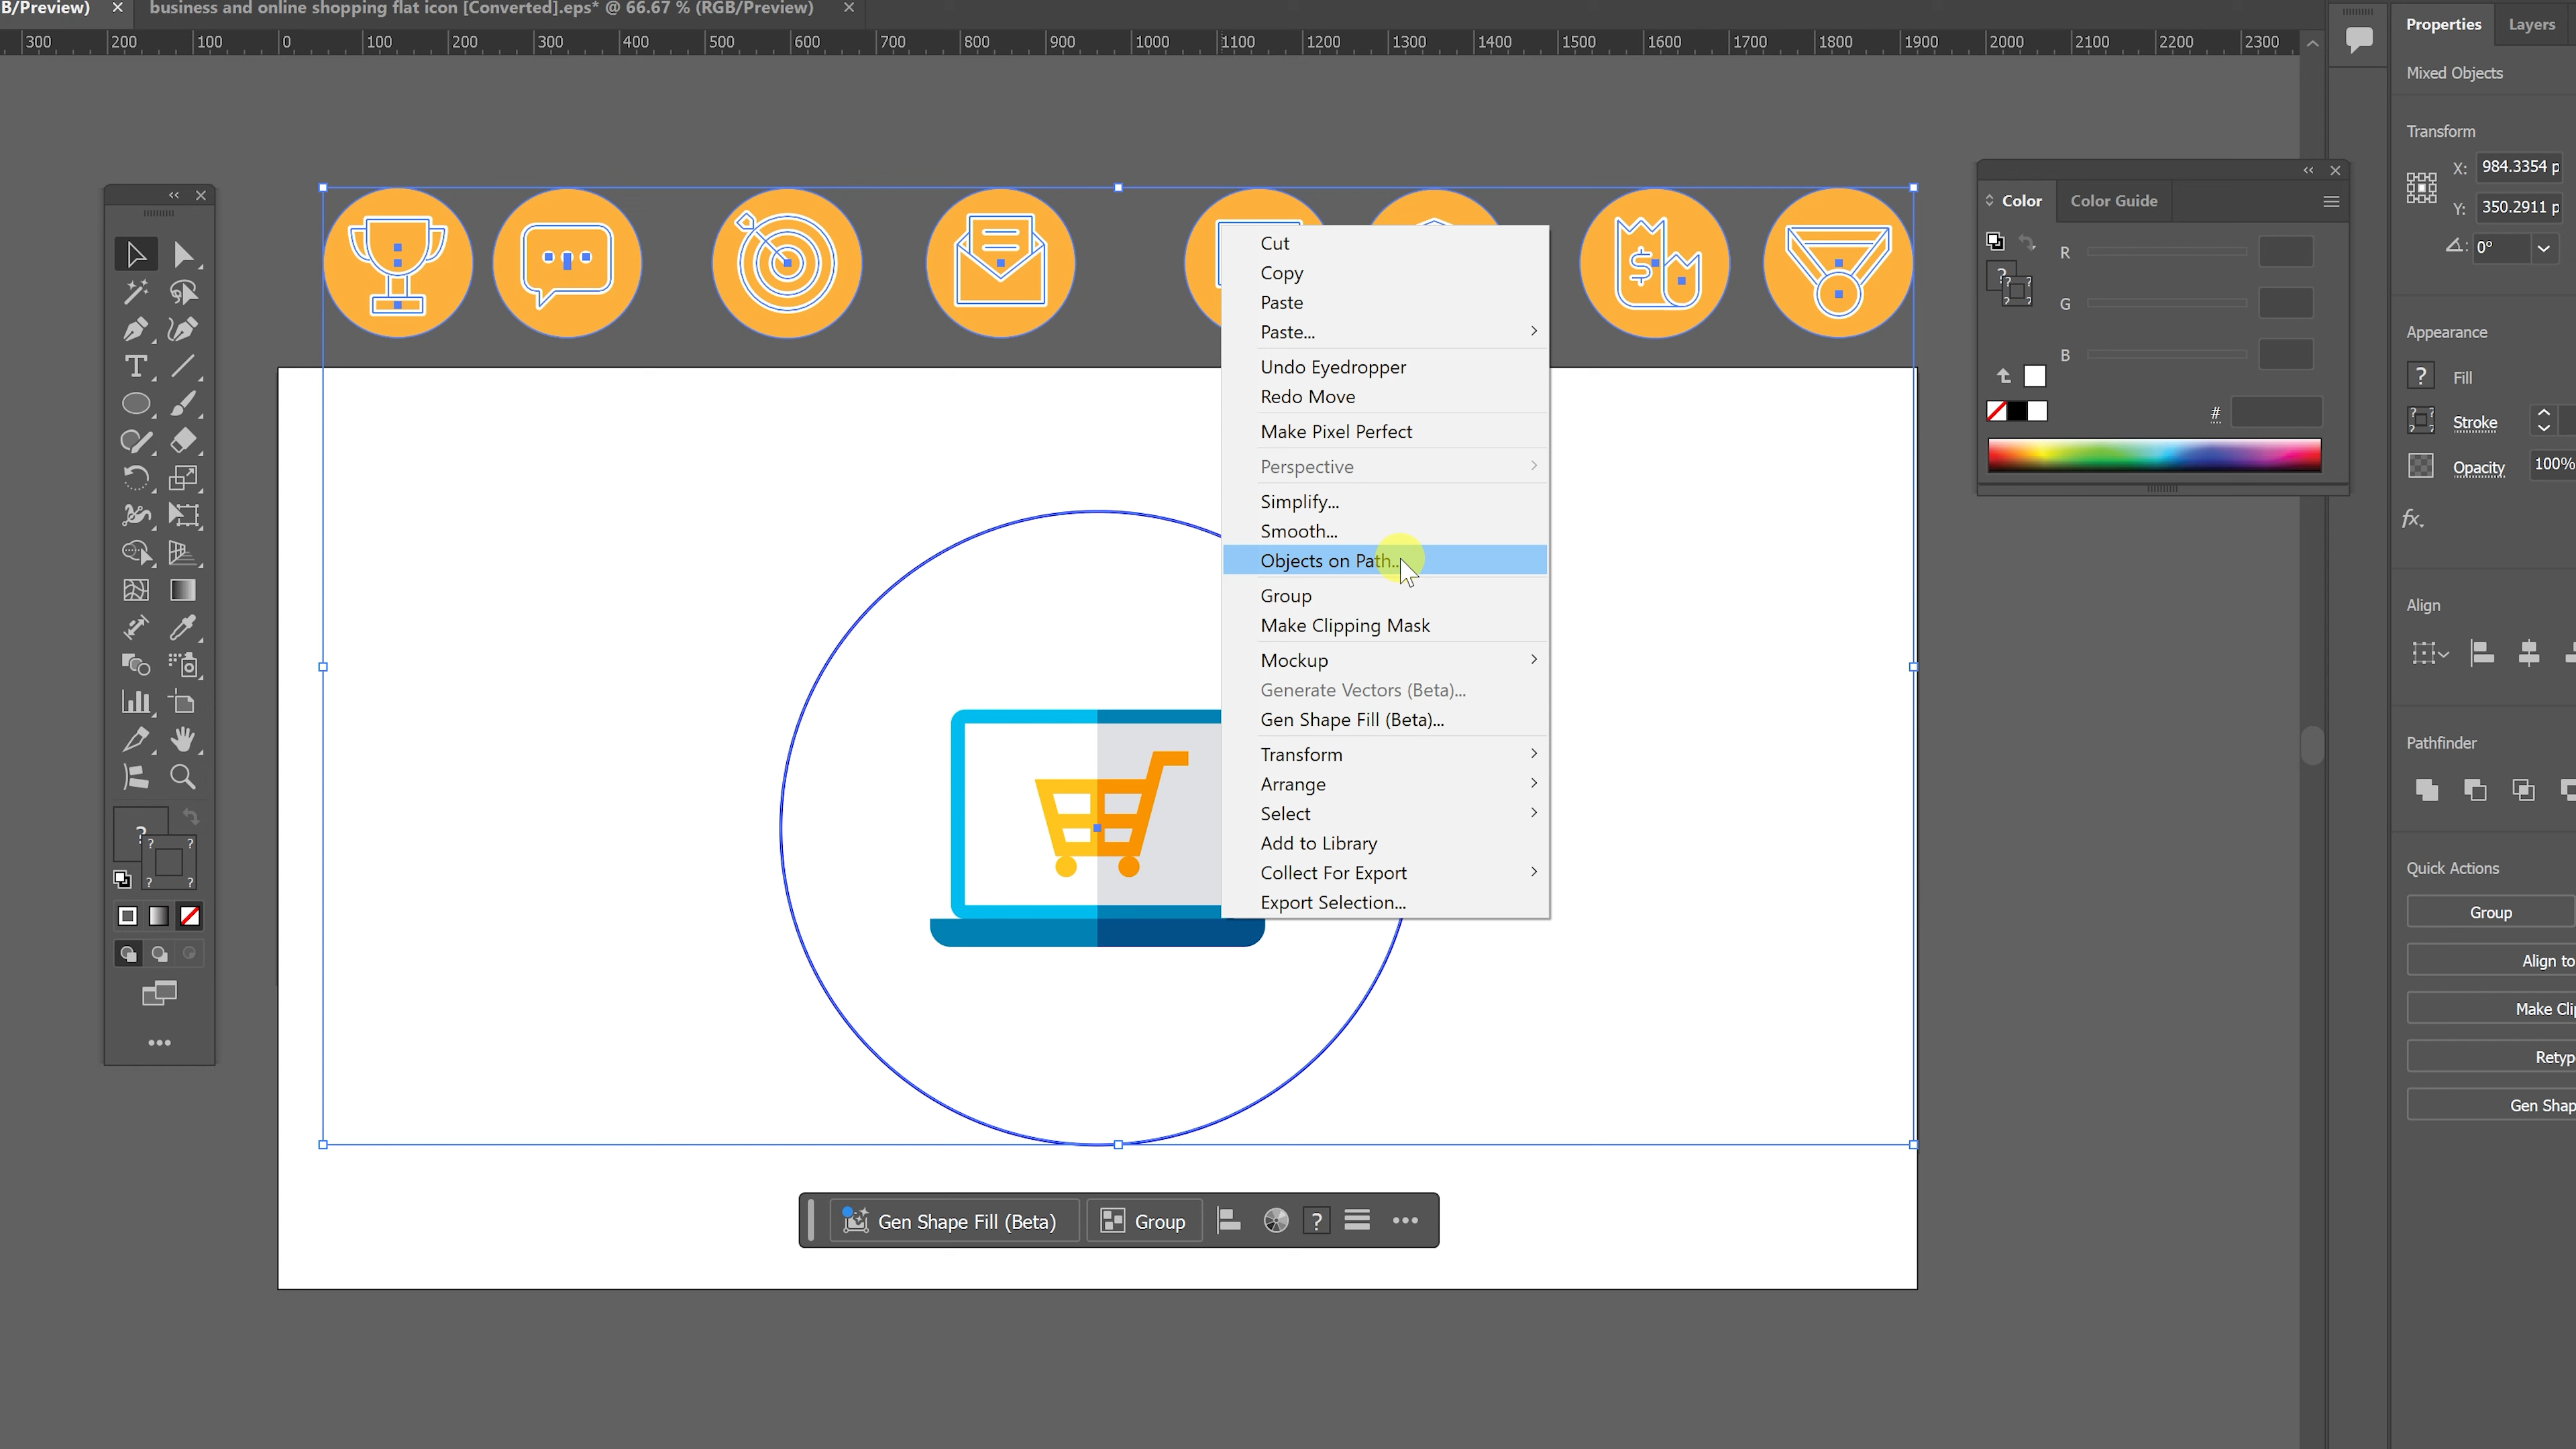 B/Preview) ×
business and online shopping flat icon [Converted].eps* @ 66.67 % (RGB/Preview) ×
300 200 100 0 100 200 300 400 500 600 700 800 900 1000 1100 1200 1300 1400 1500 1600 1700 1800 1900 2000 2100 2200 2300
Properties Layers
Mixed Objects
Transform
X: 984.3354 p
Y: 350.2911 p
0°
Appearance
? Fill
Stroke
Opacity 100%
fx.
Align
Pathfinder
Quick Actions
Group
Align to
Make Cli
Retyp
Gen Shap
Color Color Guide
R
G
B
#
Cut
Copy
Paste
Paste...
Undo Eyedropper
Redo Move
Make Pixel Perfect
Perspective
Simplify...
Smooth...
Objects on Path...
Group
Make Clipping Mask
Mockup
Generate Vectors (Beta)...
Gen Shape Fill (Beta)...
Transform
Arrange
Select
Add to Library
Collect For Export
Export Selection...
$
T
Gen Shape Fill (Beta) Group ?